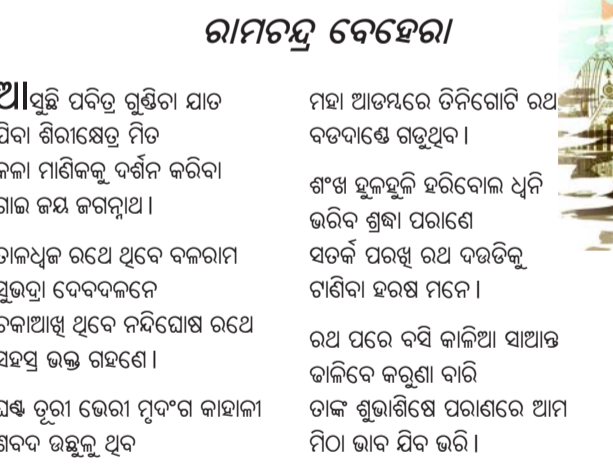 ରାମଚନ୍ଦ୍ର ବେହେରା
ଆସୁଛି ପବିତ୍ର ଗୁଣ୍ଡିଚା ଯାତ
ଯିବା ଶିରୀକ୍ଷେତ୍ର ମିତ
କଳା ମାଣିକକୁ ଦର୍ଶନ କରିବା
ଗାଇ ଜୟ ଜଗନ୍ନାଥ।
ତାଳଧ୍ୱଜ ରଥେ ଥିବେ ବଳରାମ
ସୁଭଦ୍ରା ଦେବଦଳନେ
ଚକାଆଖି ଥିବେ ନନ୍ଦିଘୋଷ ରଥେ
ସହସ୍ର ଭକ୍ତ ଗହଣେ।
ଘଣ୍ଟ ତୂରୀ ଭେରୀ ମୃଦଂଗ କାହାଳୀ
ଶବଦ ଉଛୁଳୁ ଥିବ
ମହା ଆଡମ୍ଭରେ ତିନିଗୋଟି ରଥ
ବଡଦାଣ୍ଡେ ଗଡୁଥିବ।
ଶଂଖ ହୁଳହୁଳି ହରିବୋଲ ଧ୍ୱନି
ଭରିବ ଶ୍ରଦ୍ଧା ପରାଣେ
ସତର୍କ ପରଖି ରଥ ଦଉଡିକୁ
ଟାଣିବା ହରଷ ମନେ।
ରଥ ପରେ ବସି କାଳିଆ ସାଆନ୍ତ
ଢାଳିବେ କରୁଣା ବାରି
ତାଙ୍କ ଶୁଭାଶିଷେ ପରାଣରେ ଆମ
ମିଠା ଭାବ ଯିବ ଭରି।